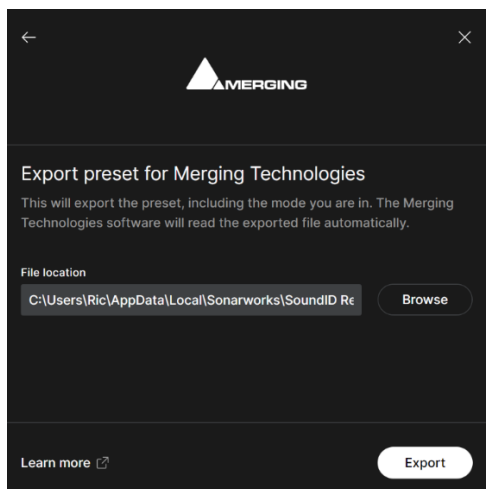 MERGING
Export preset for Merging Technologies
This will export the preset, including the mode you are in. The Merging
Technologies software will read the exported file automatically.
File location
C:\Users\Ric\AppData\Local\Sonarworks\SoundID Re
Browse
Learn more
Export